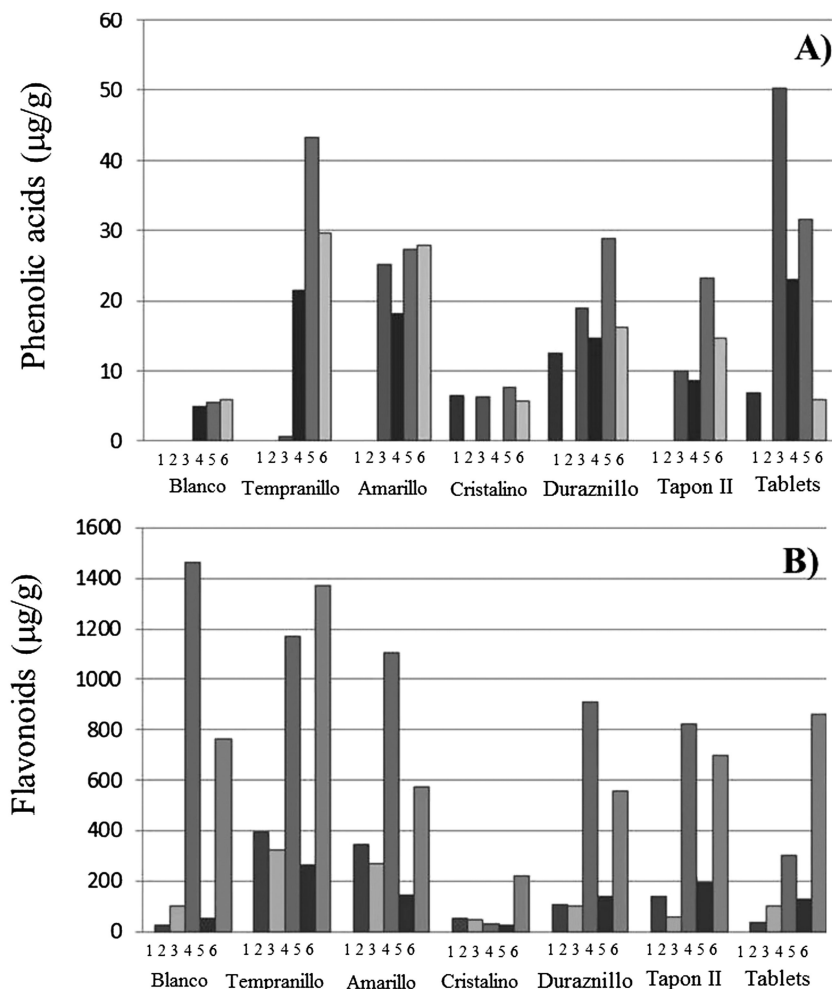 A)
Phenolic acids (µg/g)
60
50
40
30
20
10
0
1 2 3 4 5 6 1 2 3 4 5 6 1 2 3 4 5 6 1 2 3 4 5 6 1 2 3 4 5 6 1 2 3 4 5 6 1 2 3 4 5 6
Blanco Tempranillo Amarillo Cristalino Duraznillo Tapon II Tablets
B)
Flavonoids (µg/g)
1600
1400
1200
1000
800
600
400
200
0
1 2 3 4 5 6 1 2 3 4 5 6 1 2 3 4 5 6 1 2 3 4 5 6 1 2 3 4 5 6 1 2 3 4 5 6 1 2 3 4 5 6
Blanco Tempranillo Amarillo Cristalino Duraznillo Tapon II Tablets